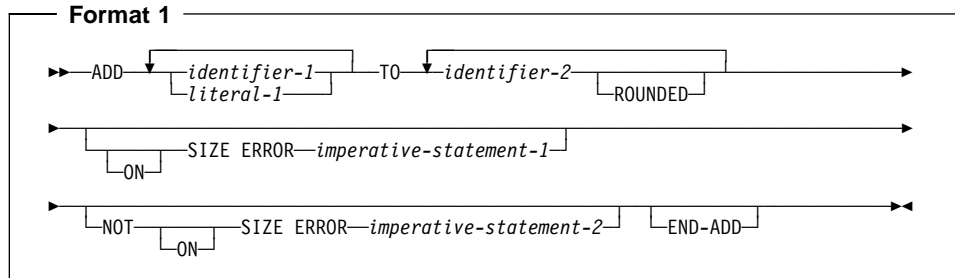 Format 1
ADD identifier-1 TO identifier-2
literal-1 ROUNDED
SIZE ERROR imperative-statement-1
ON
NOT SIZE ERROR imperative-statement-2 END-ADD
ON